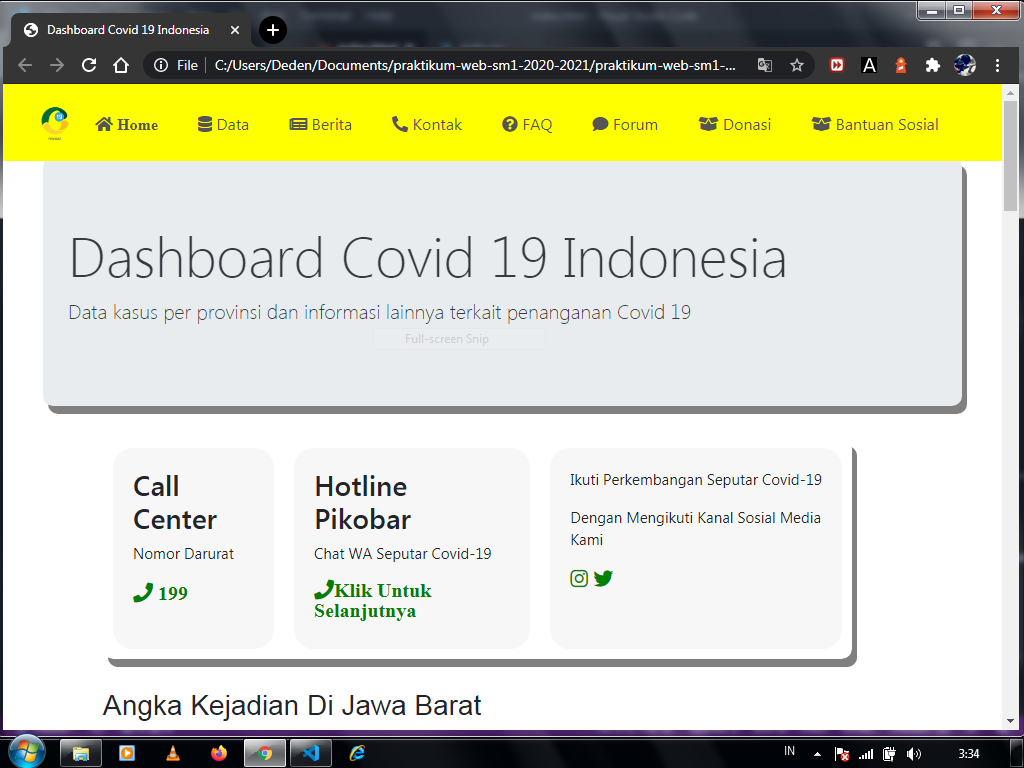 Dashboard Covid 19 Indonesia
File
C:/Users/Deden/Documents/praktikum-web-sm1-2020-2021/praktikum-web-sm1-...
Home
Data
Berita
Kontak
FAQ
Forum
Donasi
Bantuan Sosial
Dashboard Covid 19 Indonesia
Data kasus per provinsi dan informasi lainnya terkait penanganan Covid 19
Full-screen Snip
Call
Center
Nomor Darurat
199
Hotline
Pikobar
Chat WA Seputar Covid-19
Klik Untuk
Selanjutnya
Ikuti Perkembangan Seputar Covid-19
Dengan Mengikuti Kanal Sosial Media
Kami
Angka Kejadian Di Jawa Barat
IN
3:34